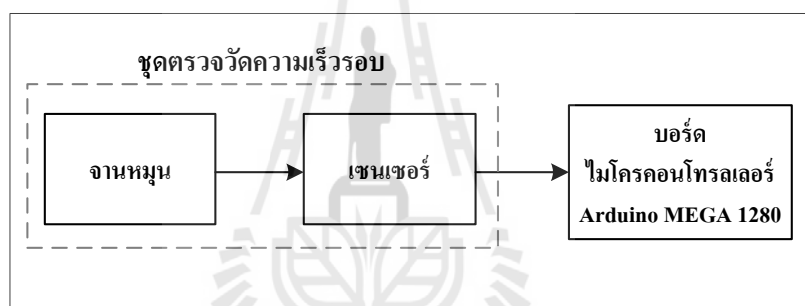 ชุดตรวจวัดความเร็วรอบ
จานหมุน
เซนเซอร์
บอร์ด
ไมโครคอนโทรลเลอร์
Arduino MEGA 1280